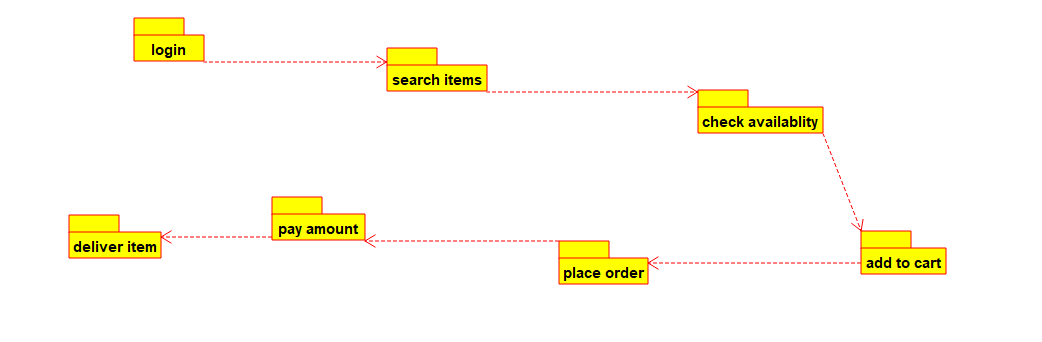 login
search items
check availablity
add to cart
place order
pay amount
deliver item